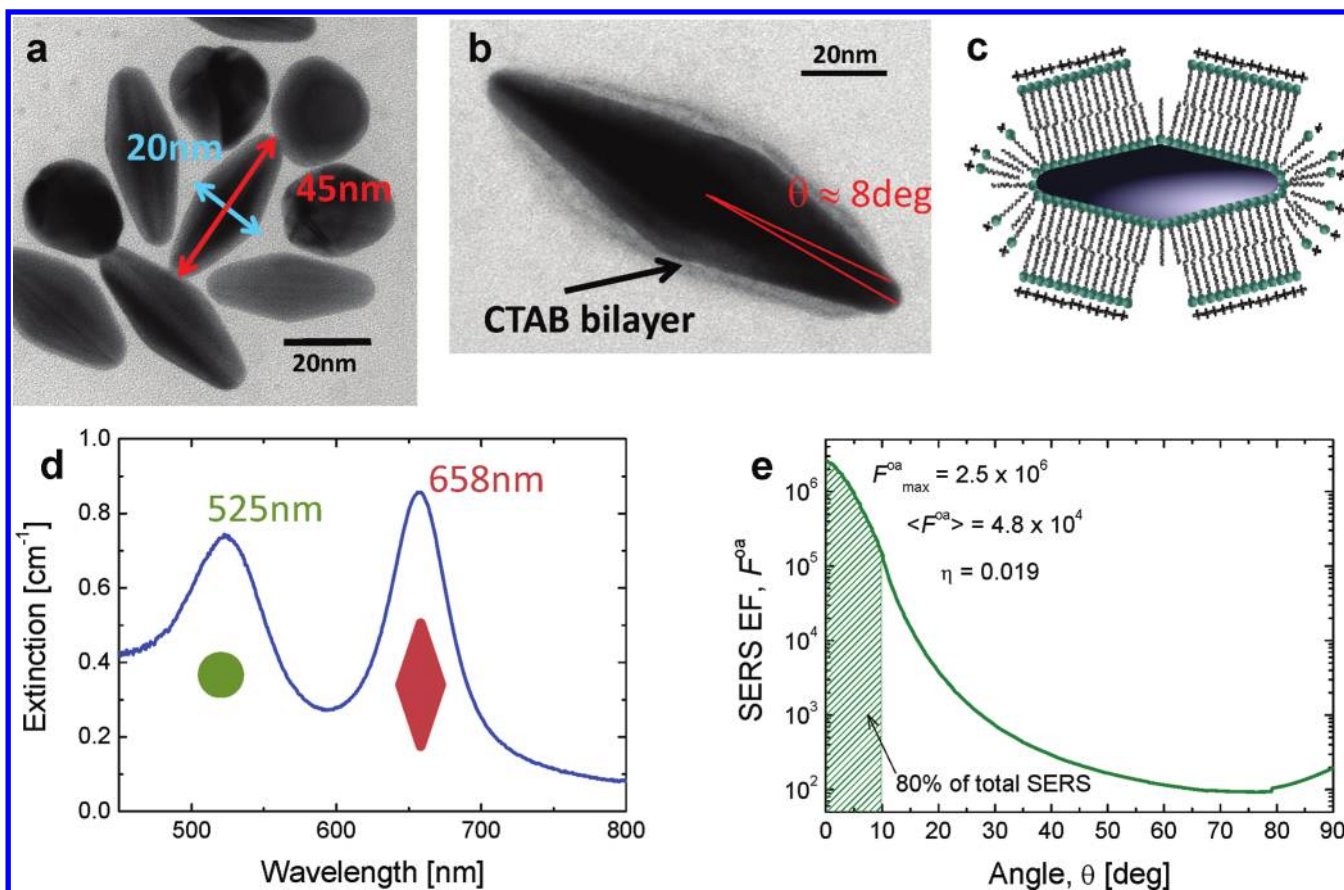 a
20nm
45nm
20nm
b
20nm
θ ≈ 8deg
CTAB bilayer
c
d
525nm
658nm
1.0
0.8
0.6
0.4
0.2
0.0
Extinction [cm⁻¹]
500 600 700 800
Wavelength [nm]
e
F^oa_max = 2.5 x 10⁶
<F^oa> = 4.8 x 10⁴
η = 0.019
10⁶
10⁵
10⁴
10³
10²
SERS EF, F^oa
80% of total SERS
0 10 20 30 40 50 60 70 80 90
Angle, θ [deg]